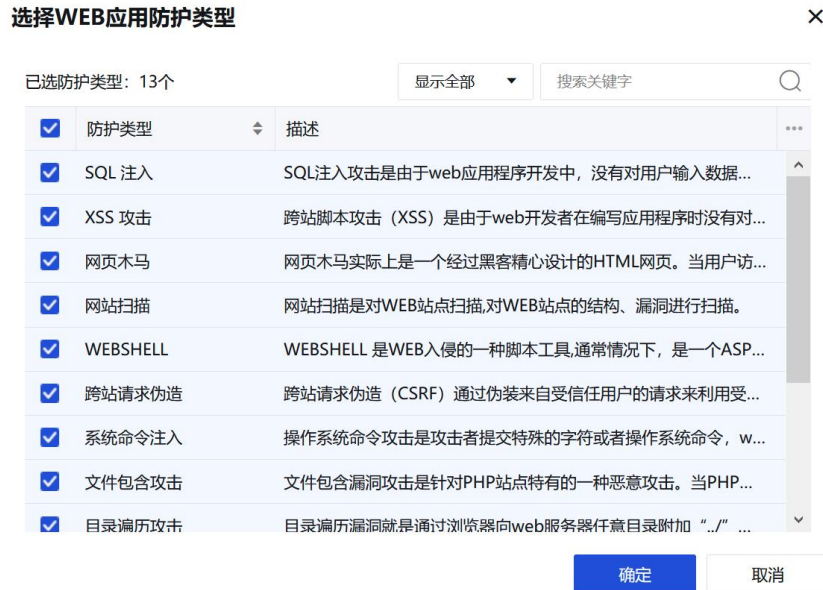 选择WEB应用防护类型
已选防护类型：13个 显示全部 搜索关键字
防护类型 描述
SQL 注入 SQL注入攻击是由于web应用程序开发中，没有对用户输入数据...
XSS 攻击 跨站脚本攻击（XSS）是由于web开发者在编写应用程序时没有对...
网页木马 网页木马实际上是一个经过黑客精心设计的HTML网页。当用户访...
网站扫描 网站扫描是对WEB站点扫描,对WEB站点的结构、漏洞进行扫描。
WEBSHELL WEBSHELL 是WEB入侵的一种脚本工具,通常情况下，是一个ASP...
跨站请求伪造 跨站请求伪造（CSRF）通过伪装来自受信任用户的请求来利用受...
系统命令注入 操作系统命令攻击是攻击者提交特殊的字符或者操作系统命令，w...
文件包含攻击 文件包含漏洞攻击是针对PHP站点特有的一种恶意攻击。当PHP...
目录遍历攻击 目录遍历漏洞就是通过浏览器向web服务器任意目录附加“../” ...
确定 取消